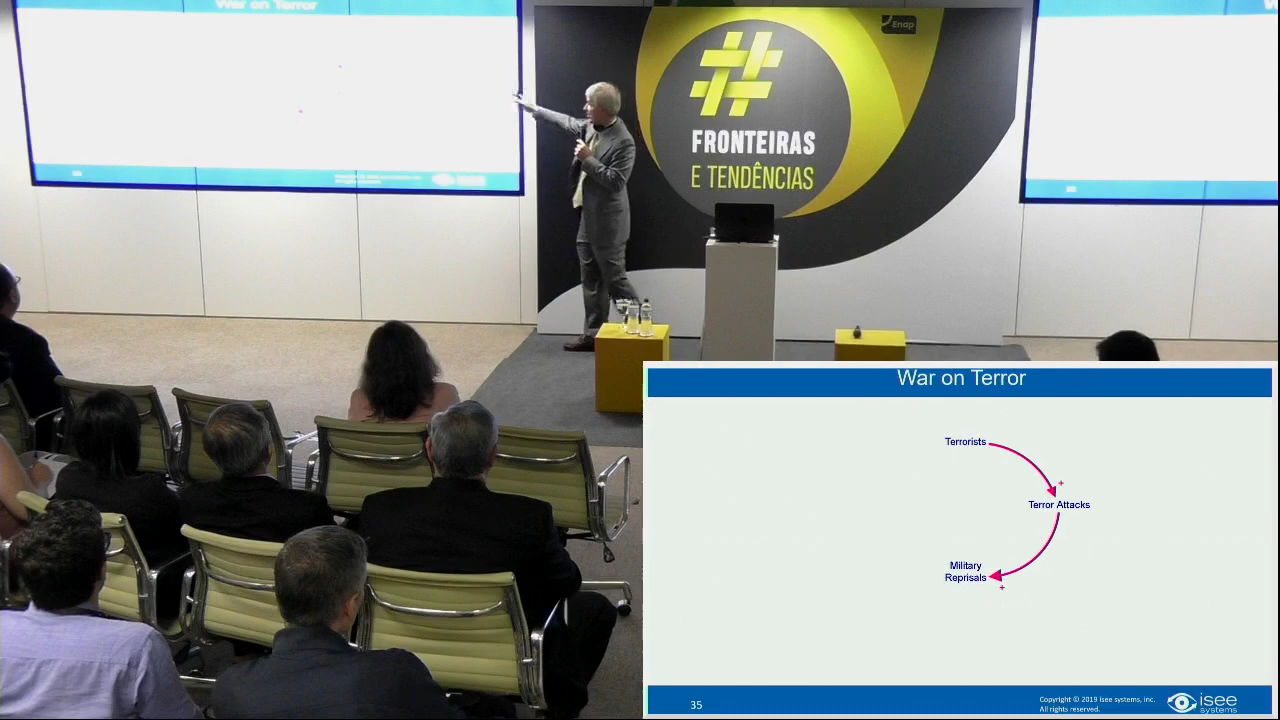 War on Terror
Enap
#
FRONTEIRAS
E TENDÊNCIAS
War on Terror
Terrorists
+
Terror Attacks
Military
Reprisals
+
35
Copyright © 2019 isee systems, inc.
All rights reserved.
isee
systems